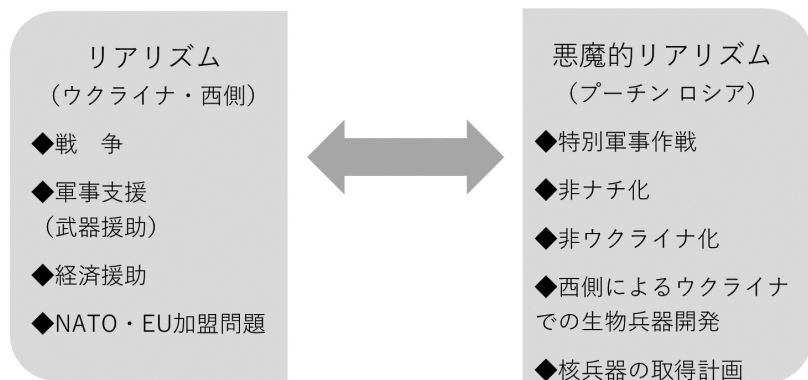 リアリズム
（ウクライナ・西側）
◆戦　争
◆軍事支援
（武器援助）
◆経済援助
◆NATO・EU加盟問題
悪魔的リアリズム
（プーチン ロシア）
◆特別軍事作戦
◆非ナチ化
◆非ウクライナ化
◆西側によるウクライナ
での生物兵器開発
◆核兵器の取得計画